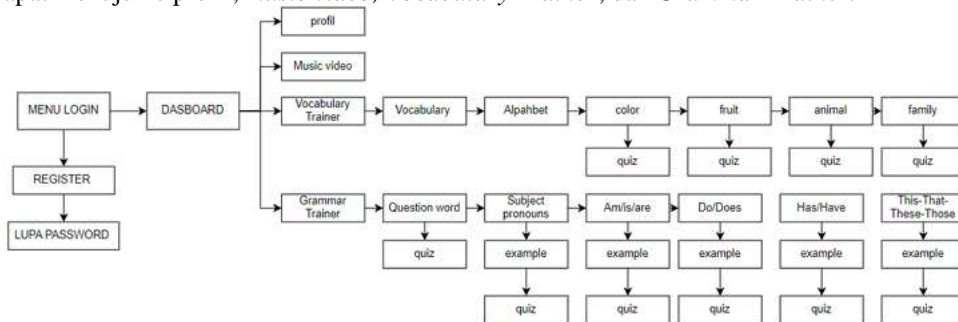 profil
Music video
MENU LOGIN
DASBOARD
Vocabulary
Trainer
Vocabulary
Alpahbet
color
fruit
animal
family
quiz
quiz
quiz
quiz
REGISTER
Grammar
Trainer
Question word
Subject
pronouns
Am/is/are
Do/Does
Has/Have
This-That-
These-Those
LUPA PASSWORD
quiz
example
example
example
example
example
quiz
quiz
quiz
quiz
quiz